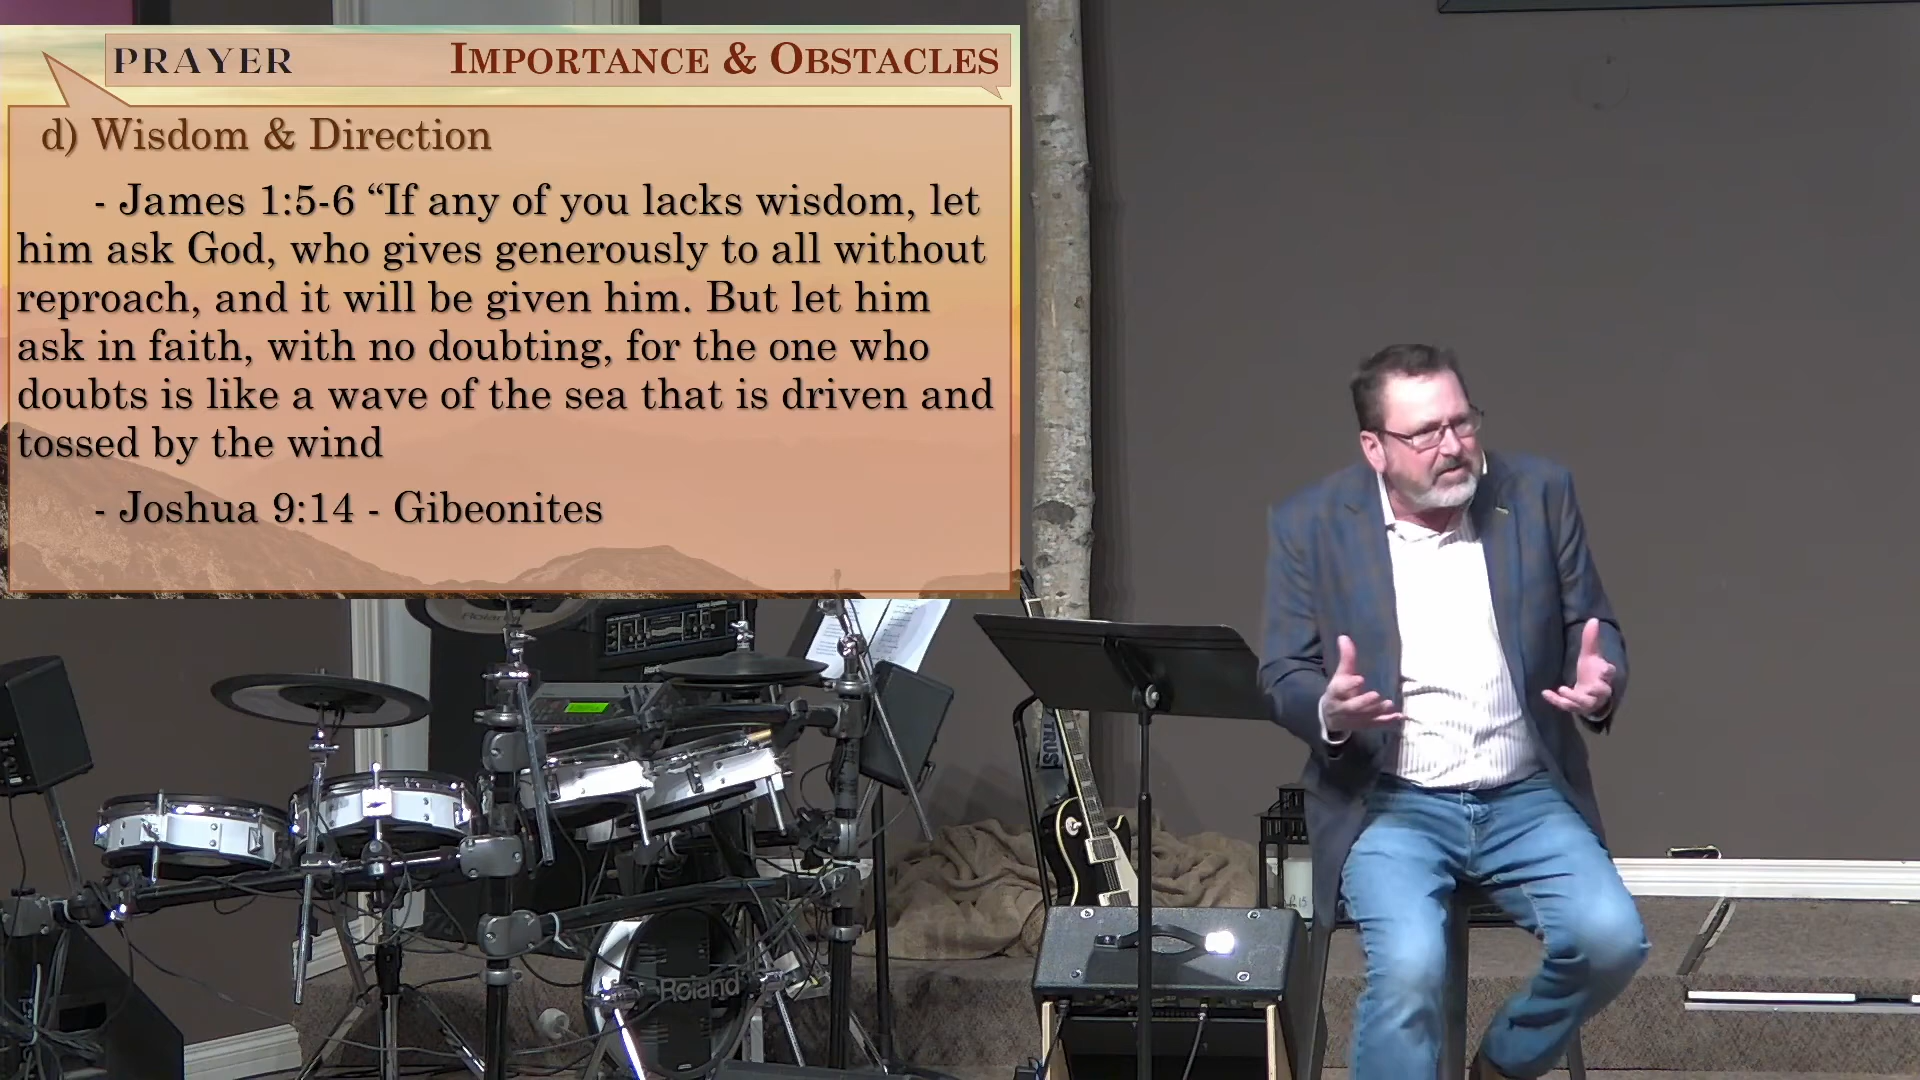 PRAYER
IMPORTANCE & OBSTACLES
d) Wisdom & Direction
- James 1:5-6 “If any of you lacks wisdom, let
him ask God, who gives generously to all without
reproach, and it will be given him. But let him
ask in faith, with no doubting, for the one who
doubts is like a wave of the sea that is driven and
tossed by the wind
- Joshua 9:14 - Gibeonites
TRUST
Roland